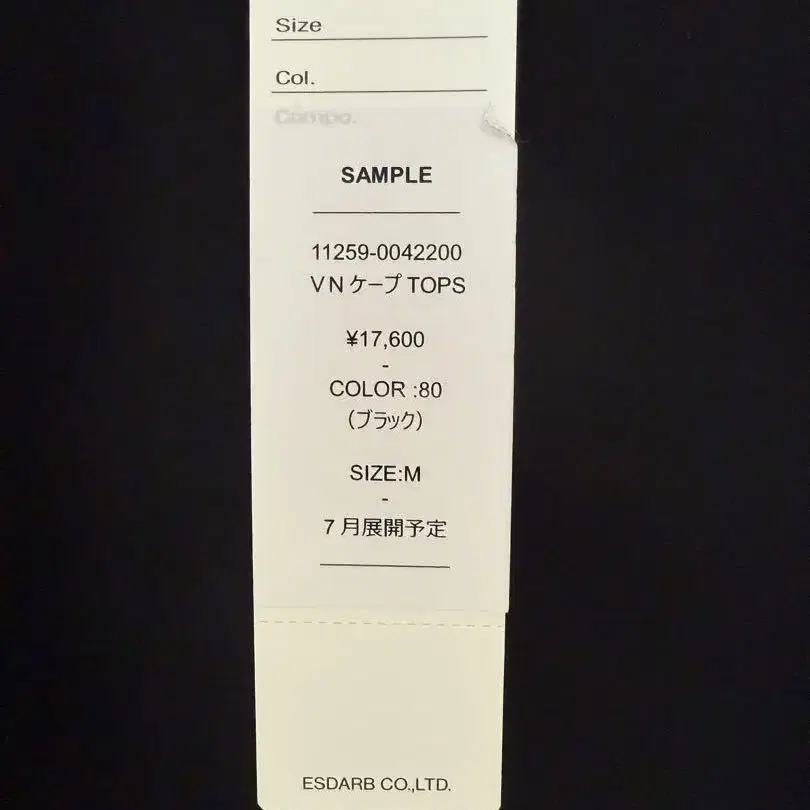 Size
Col.
Compo.
SAMPLE
11259-0042200
VNケープTOPS
¥17,600
-
COLOR :80
(ブラック)
SIZE:M
-
7月展開予定
ESDARB CO.,LTD.